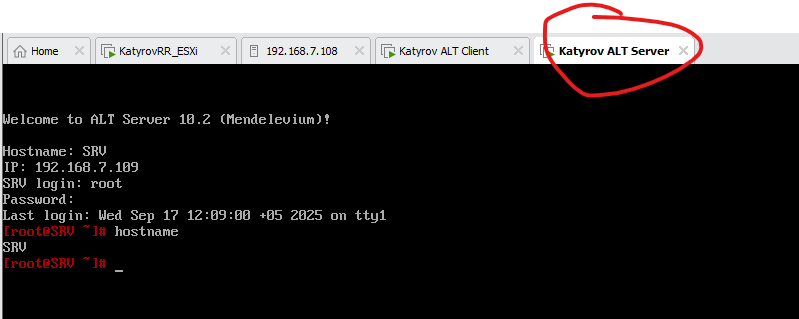 Home KatyrovRR_ESXi 192.168.7.108 Katyrov ALT Client Katyrov ALT Server
Welcome to ALT Server 10.2 (Mendelevium)!
Hostname: SRV
IP: 192.168.7.109
SRV login: root
Password:
Last login: Wed Sep 17 12:09:00 +05 2025 on tty1
[root@SRV ~]# hostname
SRV
[root@SRV ~]# _